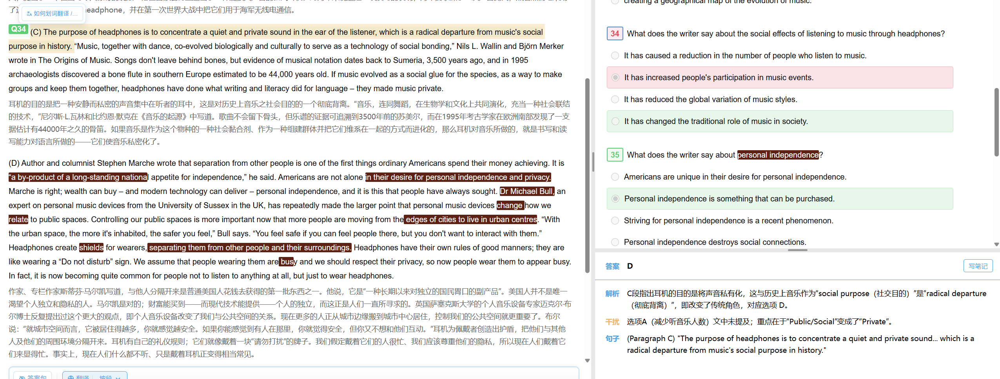 了这
如何划词翻译 /...
headphone，并在第一次世界大战中把它们用于海军无线电通信。
Q34 (C) The purpose of headphones is to concentrate a quiet and private sound in the ear of the listener, which is a radical departure from music's social
purpose in history. “Music, together with dance, co-evolved biologically and culturally to serve as a technology of social bonding,” Nils L. Wallin and Björn Merker
wrote in The Origins of Music. Songs don't leave behind bones, but evidence of musical notation dates back to Sumeria, 3,500 years ago, and in 1995
archaeologists discovered a bone flute in southern Europe estimated to be 44,000 years old. If music evolved as a social glue for the species, as a way to make
groups and keep them together, headphones have done what writing and literacy did for language – they made music private.
耳机的目的是把一种安静而私密的声音集中在听者的耳中，这是对历史上音乐之社会目的的一个彻底背离。“音乐，连同舞蹈，在生物学和文化上共同演化，充当一种社会联结
的技术，”尼尔斯·L.瓦林和比约恩·默克在《音乐的起源》中写道。歌曲不会留下骨头，但乐谱的证据可追溯到3500年前的苏美尔，而在1995年考古学家在欧洲南部发现了一支
据估计有44000年之久的骨笛。如果音乐是作为这个物种的一种社会黏合剂、作为一种组建群体并把它们维系在一起的方式而进化的，那么耳机对音乐所做的，就是书写和读
写能力对语言所做的——它们使音乐私密化了。
(D) Author and columnist Stephen Marche wrote that separation from other people is one of the first things ordinary Americans spend their money achieving. It is
“a by-product of a long-standing national appetite for independence,” he said. Americans are not alone in their desire for personal independence and privacy.
Marche is right; wealth can buy – and modern technology can deliver – personal independence, and it is this that people have always sought. Dr Michael Bull, an
expert on personal music devices from the University of Sussex in the UK, has repeatedly made the larger point that personal music devices change how we
relate to public spaces. Controlling our public spaces is more important now that more people are moving from the edges of cities to live in urban centres. “With
the urban space, the more it's inhabited, the safer you feel,” Bull says. “You feel safe if you can feel people there, but you don't want to interact with them.”
Headphones create shields for wearers, separating them from other people and their surroundings. Headphones have their own rules of good manners; they are
like wearing a “Do not disturb” sign. We assume that people wearing them are busy and we should respect their privacy, so now people wear them to appear busy.
In fact, it is now becoming quite common for people not to listen to anything at all, but just to wear headphones.
作家、专栏作家斯蒂芬·马尔凯写道，与他人分隔开来是普通美国人花钱去获得的第一批东西之一。他说，它是“一种长期以来对独立的国民胃口的副产品”。美国人并不是唯一
渴望个人独立和隐私的人。马尔凯是对的；财富能买到——而现代技术能提供——个人的独立，而这正是人们一直所寻求的。英国萨塞克斯大学的个人音乐设备专家迈克尔·布
尔博士反复提出过这个更大的观点，即个人音乐设备改变了我们与公共空间的关系。现在更多的人正从城市边缘搬到城市中心居住，控制我们的公共空间就更重要了。布尔
说：“就城市空间而言，它被居住得越多，你就感觉越安全。如果你能感觉到有人在那里，你就觉得安全，但你又不想和他们互动。”耳机为佩戴者创造出护盾，把他们与其他
人及他们的周围环境分隔开来。耳机有自己的礼仪规则；它们就像戴着一块“请勿打扰”的牌子。我们假定戴着它们的人很忙、我们应该尊重他们的隐私，所以现在人们戴着它
们来显得忙。事实上，现在人们什么都不听、只是戴着耳机正变得相当常见。
答案句 翻译 按段
creating a geographical map of the evolution of music.
34 What does the writer say about the social effects of listening to music through headphones?
It has caused a reduction in the number of people who listen to music.
It has increased people's participation in music events.
It has reduced the global variation of music styles.
It has changed the traditional role of music in society.
35 What does the writer say about personal independence?
Americans are unique in their desire for personal independence.
Personal independence is something that can be purchased.
Striving for personal independence is a recent phenomenon.
Personal independence destroys social connections.
答案 D
写笔记
解析 C段指出耳机的目的是将声音私有化，这与历史上音乐作为“social purpose（社交目的）”是“radical departure
（彻底背离）”，即改变了传统角色，对应选项 D。
干扰 选项A（减少听音乐人数）文中未提及；重点在于“Public/Social”变成了“Private”。
句子 (Paragraph C) "The purpose of headphones is to concentrate a quiet and private sound... which is a
radical departure from music's social purpose in history."